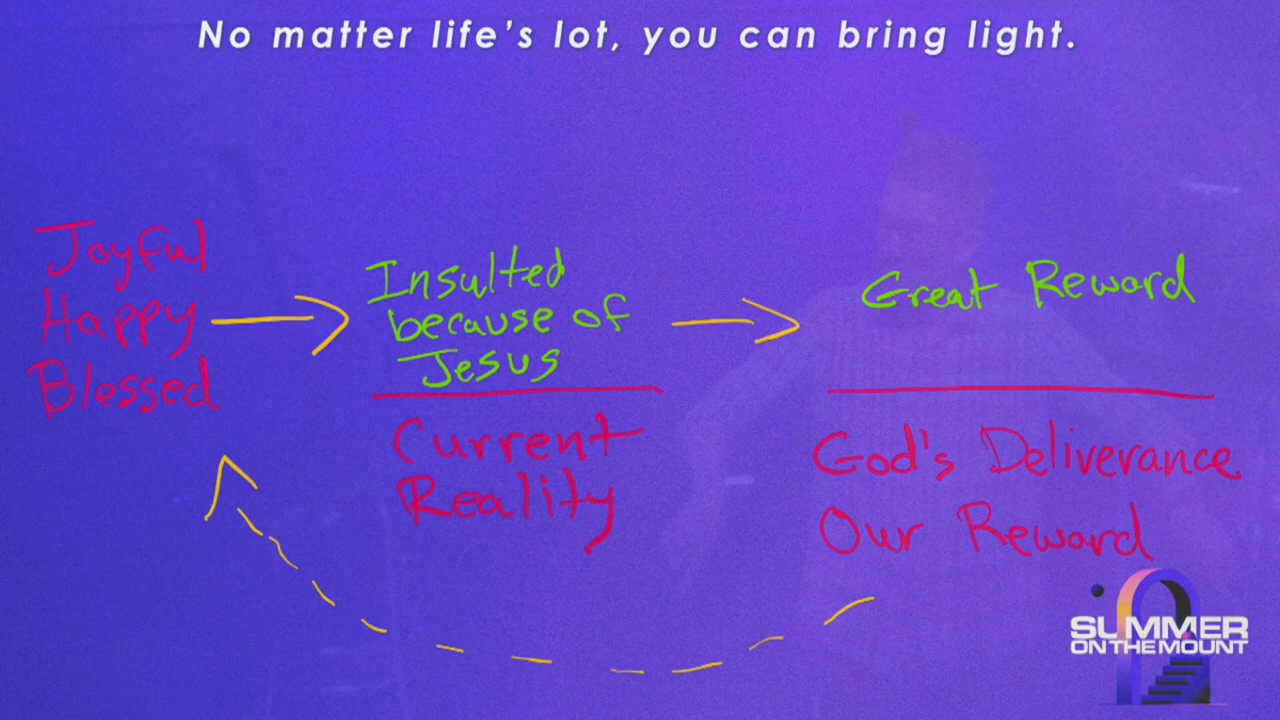 No matter life's lot, you can bring light.
Joyful
Happy
Blessed
Insulted
because of
Jesus
Current
Reality
Great Reward
God's Deliverance
Our Reward
SUMMER
ON THE MOUNT